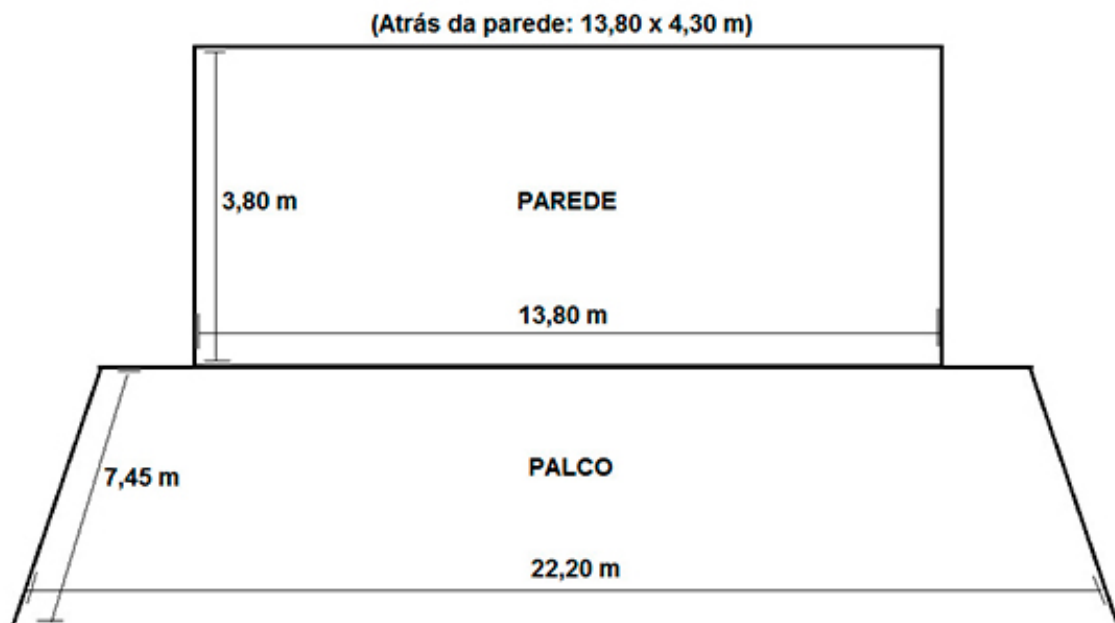 (Atrás da parede: 13,80 x 4,30 m)
3,80 m
PAREDE
13,80 m
7,45 m
PALCO
22,20 m